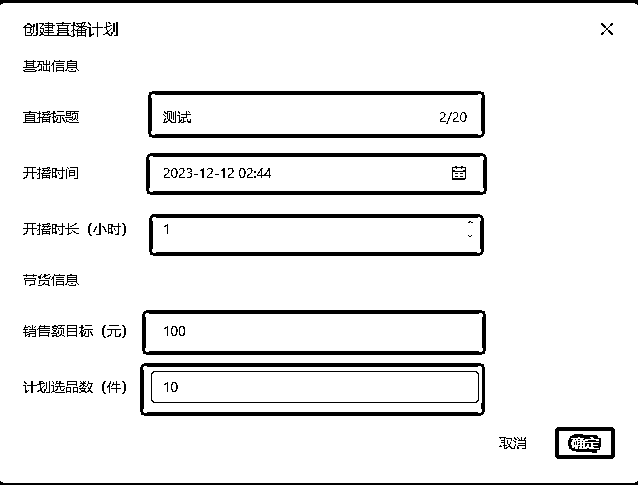 创建直播计划
基础信息
直播标题 测试 2/20
开播时间 2023-12-12 02:44
开播时长（小时） 1
带货信息
销售额目标（元） 100
计划选品数（件） 10
取消 确定